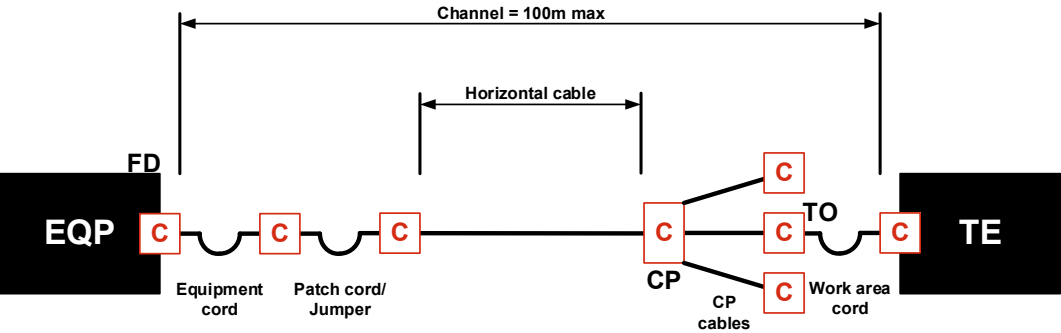 Channel = 100m max
Horizontal cable
FD
EQP
C
C
C
C
CP
C
C
TO
C
C
TE
Equipment
cord
Patch cord/
Jumper
CP
cables
Work area
cord